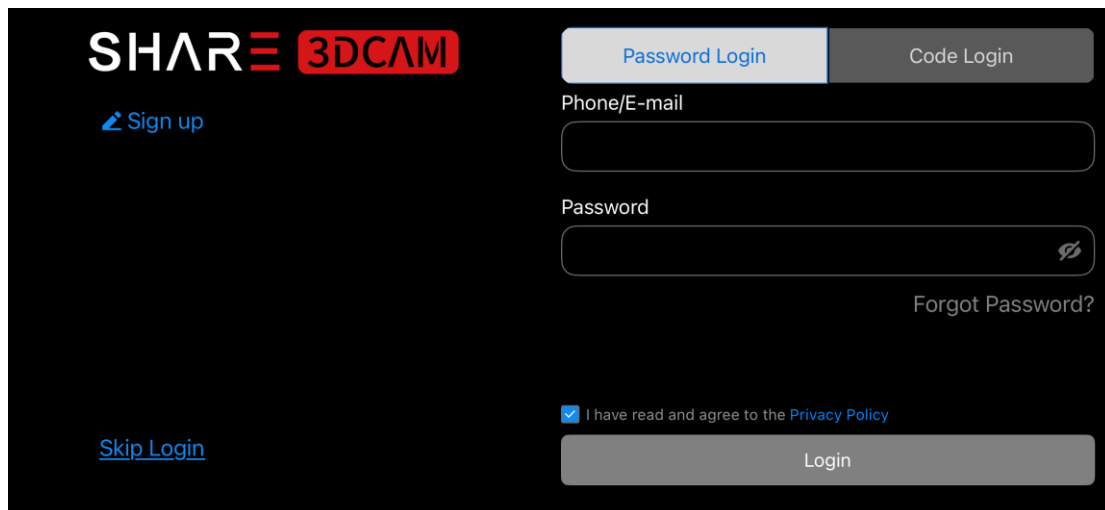 SHARE 3DCAM
Sign up
Skip Login
Password Login
Code Login
Phone/E-mail
Password
Forgot Password?
I have read and agree to the Privacy Policy
Login